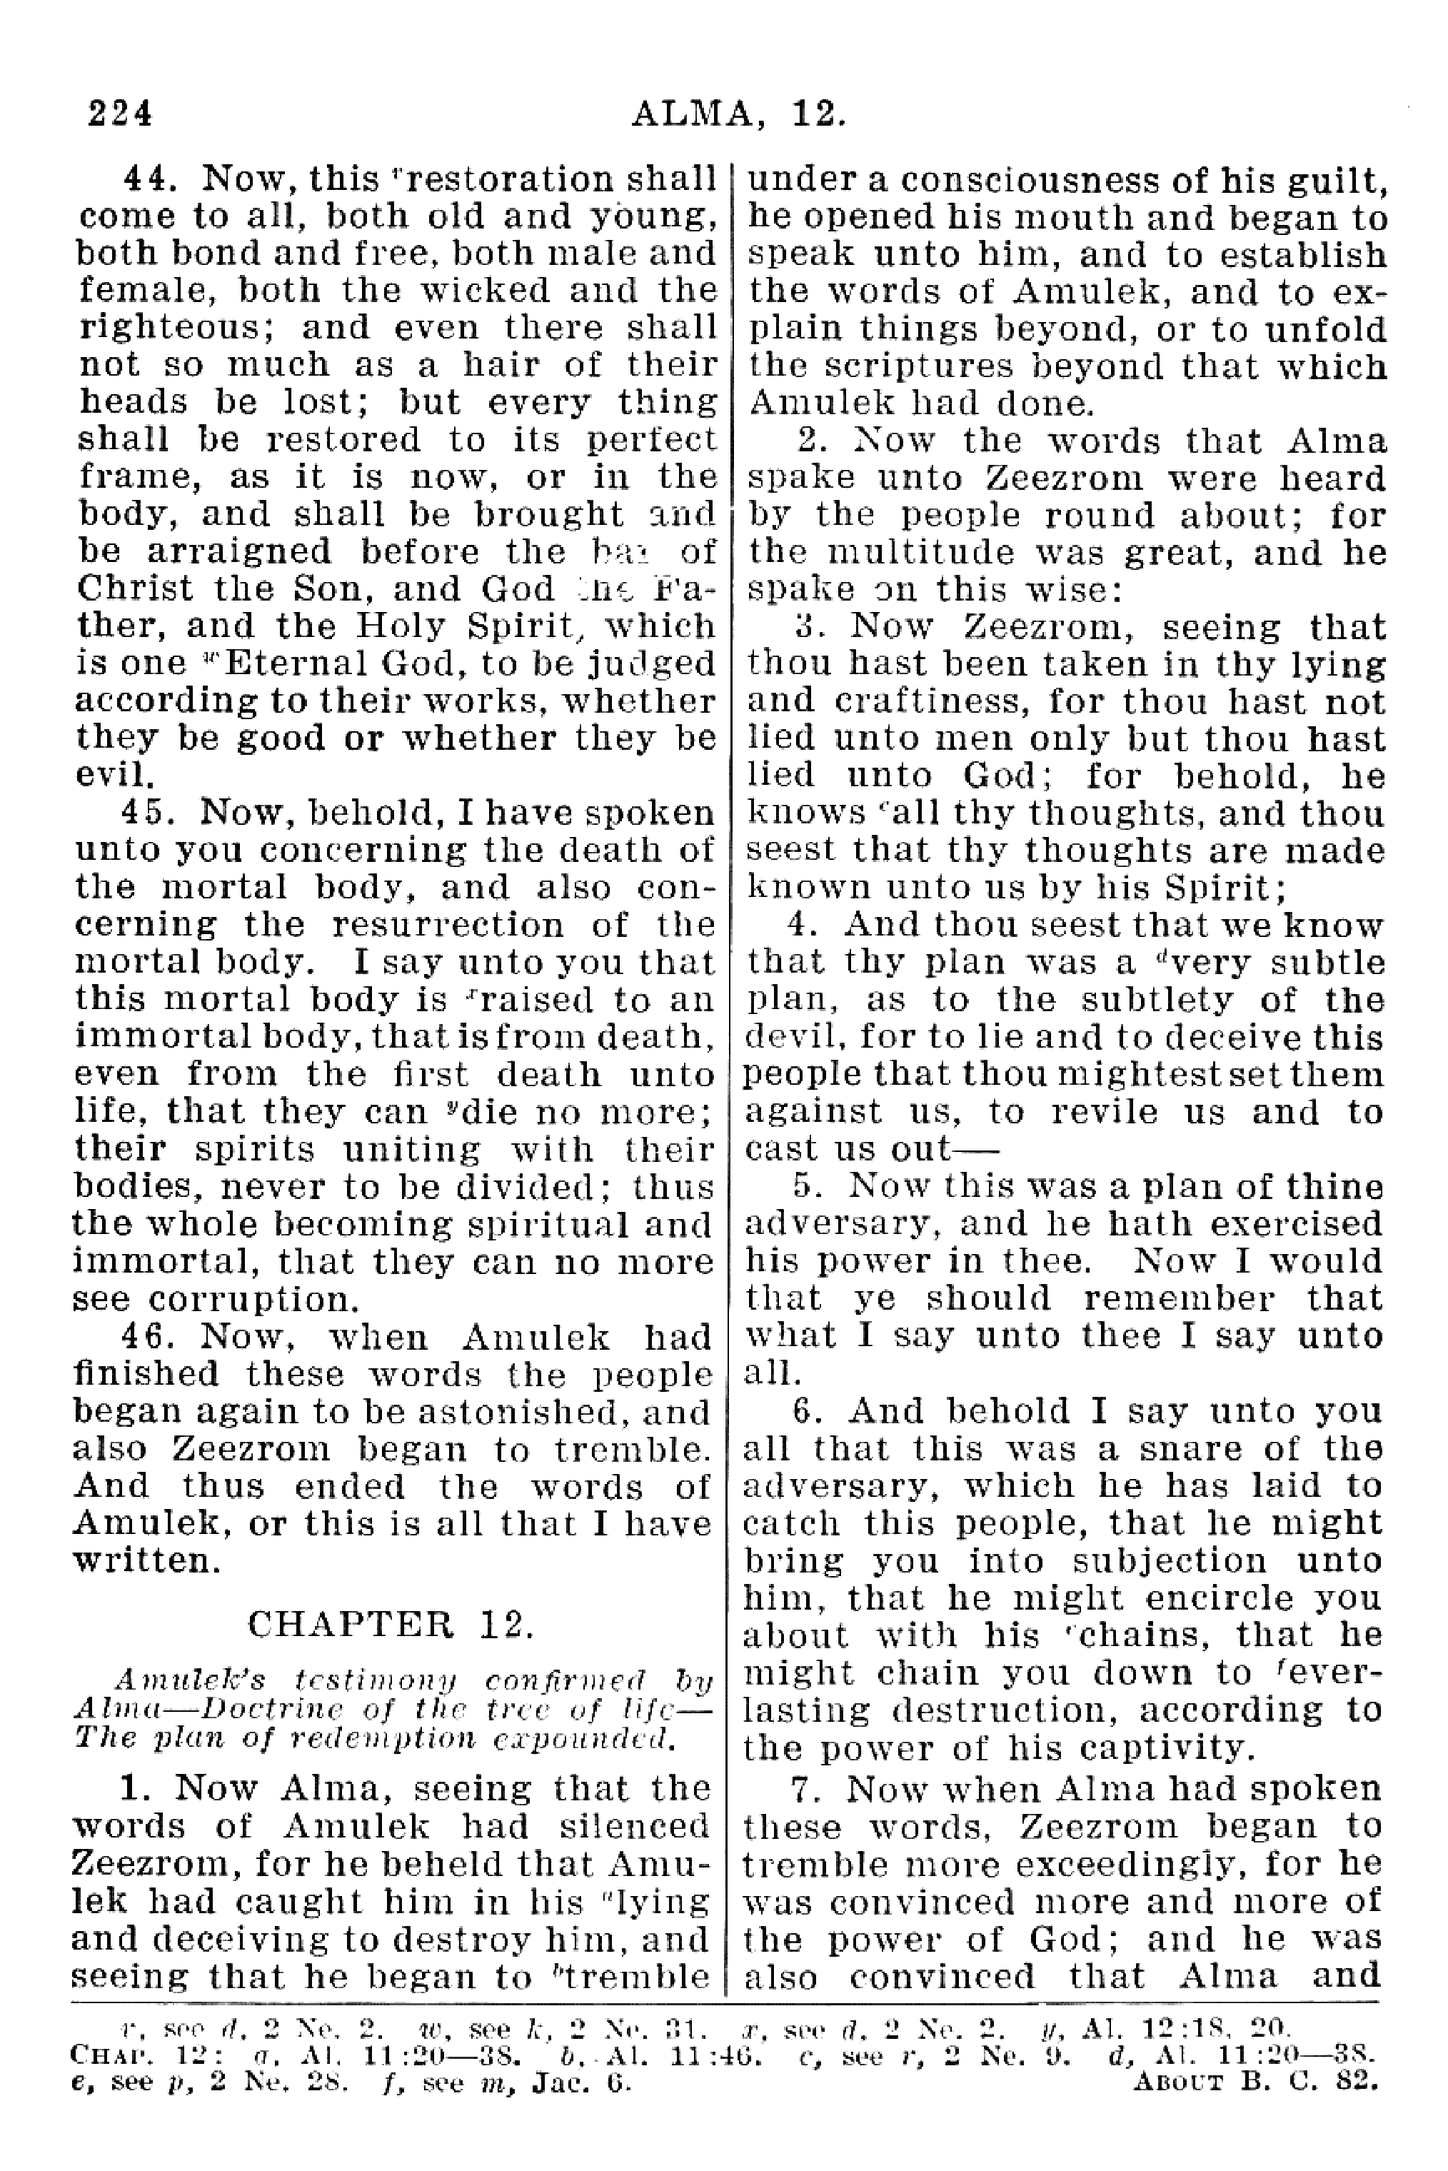 224
ALMA, 12.
44. Now, this ᵛrestoration shall
come to all, both old and young,
both bond and free, both male and
female, both the wicked and the
righteous; and even there shall
not so much as a hair of their
heads be lost; but every thing
shall be restored to its perfect
frame, as it is now, or in the
body, and shall be brought and
be arraigned before the bar of
Christ the Son, and God the Fa-
ther, and the Holy Spirit, which
is one ʷEternal God, to be judged
according to their works, whether
they be good or whether they be
evil.
45. Now, behold, I have spoken
unto you concerning the death of
the mortal body, and also con-
cerning the resurrection of the
mortal body. I say unto you that
this mortal body is ˣraised to an
immortal body, that is from death,
even from the first death unto
life, that they can ʸdie no more;
their spirits uniting with their
bodies, never to be divided; thus
the whole becoming spiritual and
immortal, that they can no more
see corruption.
46. Now, when Amulek had
finished these words the people
began again to be astonished, and
also Zeezrom began to tremble.
And thus ended the words of
Amulek, or this is all that I have
written.
CHAPTER 12.
Amulek's testimony confirmed by
Alma—Doctrine of the tree of life—
The plan of redemption expounded.
1. Now Alma, seeing that the
words of Amulek had silenced
Zeezrom, for he beheld that Amu-
lek had caught him in his ᵃlying
and deceiving to destroy him, and
seeing that he began to ᵇtremble
under a consciousness of his guilt,
he opened his mouth and began to
speak unto him, and to establish
the words of Amulek, and to ex-
plain things beyond, or to unfold
the scriptures beyond that which
Amulek had done.
2. Now the words that Alma
spake unto Zeezrom were heard
by the people round about; for
the multitude was great, and he
spake on this wise:
3. Now Zeezrom, seeing that
thou hast been taken in thy lying
and craftiness, for thou hast not
lied unto men only but thou hast
lied unto God; for behold, he
knows ᶜall thy thoughts, and thou
seest that thy thoughts are made
known unto us by his Spirit;
4. And thou seest that we know
that thy plan was a ᵈvery subtle
plan, as to the subtlety of the
devil, for to lie and to deceive this
people that thou mightest set them
against us, to revile us and to
cast us out—
5. Now this was a plan of thine
adversary, and he hath exercised
his power in thee. Now I would
that ye should remember that
what I say unto thee I say unto
all.
6. And behold I say unto you
all that this was a snare of the
adversary, which he has laid to
catch this people, that he might
bring you into subjection unto
him, that he might encircle you
about with his ᵉchains, that he
might chain you down to ᶠever-
lasting destruction, according to
the power of his captivity.
7. Now when Alma had spoken
these words, Zeezrom began to
tremble more exceedingly, for he
was convinced more and more of
the power of God; and he was
also convinced that Alma and
v, see d, 2 Ne. 2. w, see k, 2 Ne. 31. x, see d, 2 Ne. 2. y, Al. 12:18, 20.
CHAP. 12: a, Al. 11:20—38. b, Al. 11:46. c, see r, 2 Ne. 9. d, Al. 11:20—38.
e, see p, 2 Ne. 28. f, see m, Jac. 6. ABOUT B. C. 82.